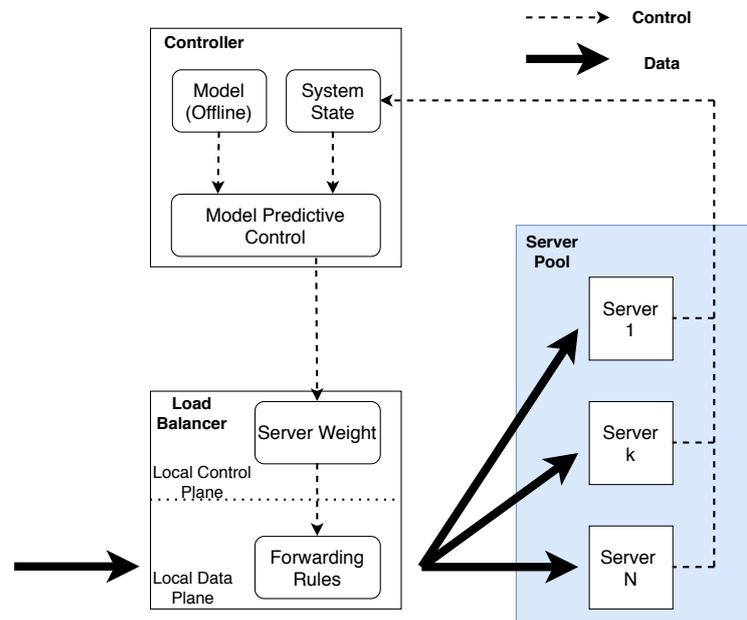 Control
Data
Controller
Model
(Offline)
System
State
Model Predictive
Control
Server
Pool
Server
1
Server
k
Server
N
Load
Balancer
Server Weight
Local Control
Plane
Forwarding
Rules
Local Data
Plane